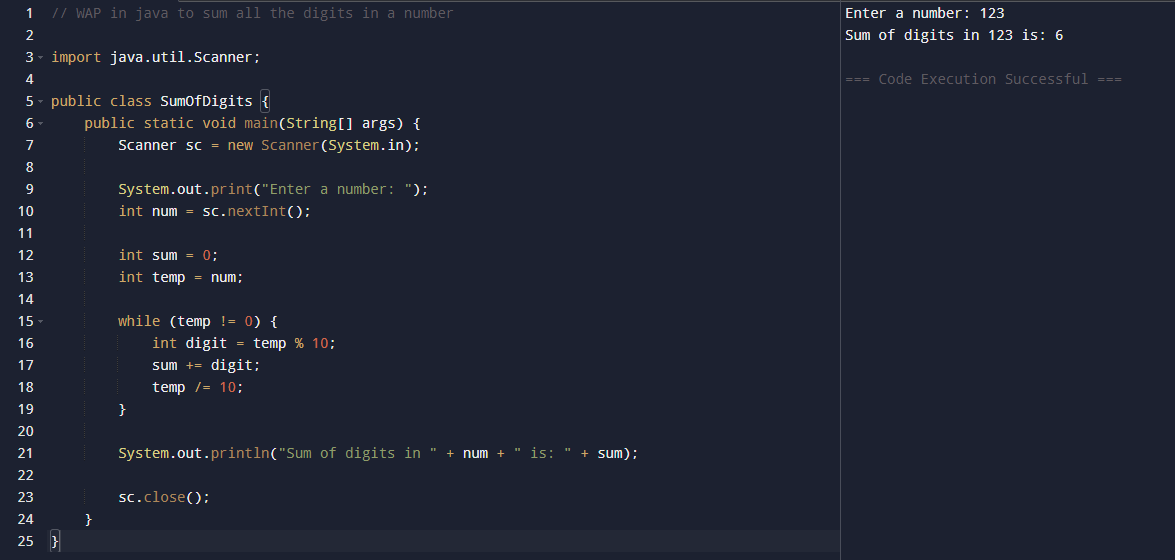 1 // WAP in java to sum all the digits in a number
2
3 import java.util.Scanner;
4
5 public class SumOfDigits {
6     public static void main(String[] args) {
7         Scanner sc = new Scanner(System.in);
8
9         System.out.print("Enter a number: ");
10         int num = sc.nextInt();
11
12         int sum = 0;
13         int temp = num;
14
15         while (temp != 0) {
16             int digit = temp % 10;
17             sum += digit;
18             temp /= 10;
19         }
20
21         System.out.println("Sum of digits in " + num + " is: " + sum);
22
23         sc.close();
24     }
25 }
Enter a number: 123
Sum of digits in 123 is: 6
=== Code Execution Successful ===